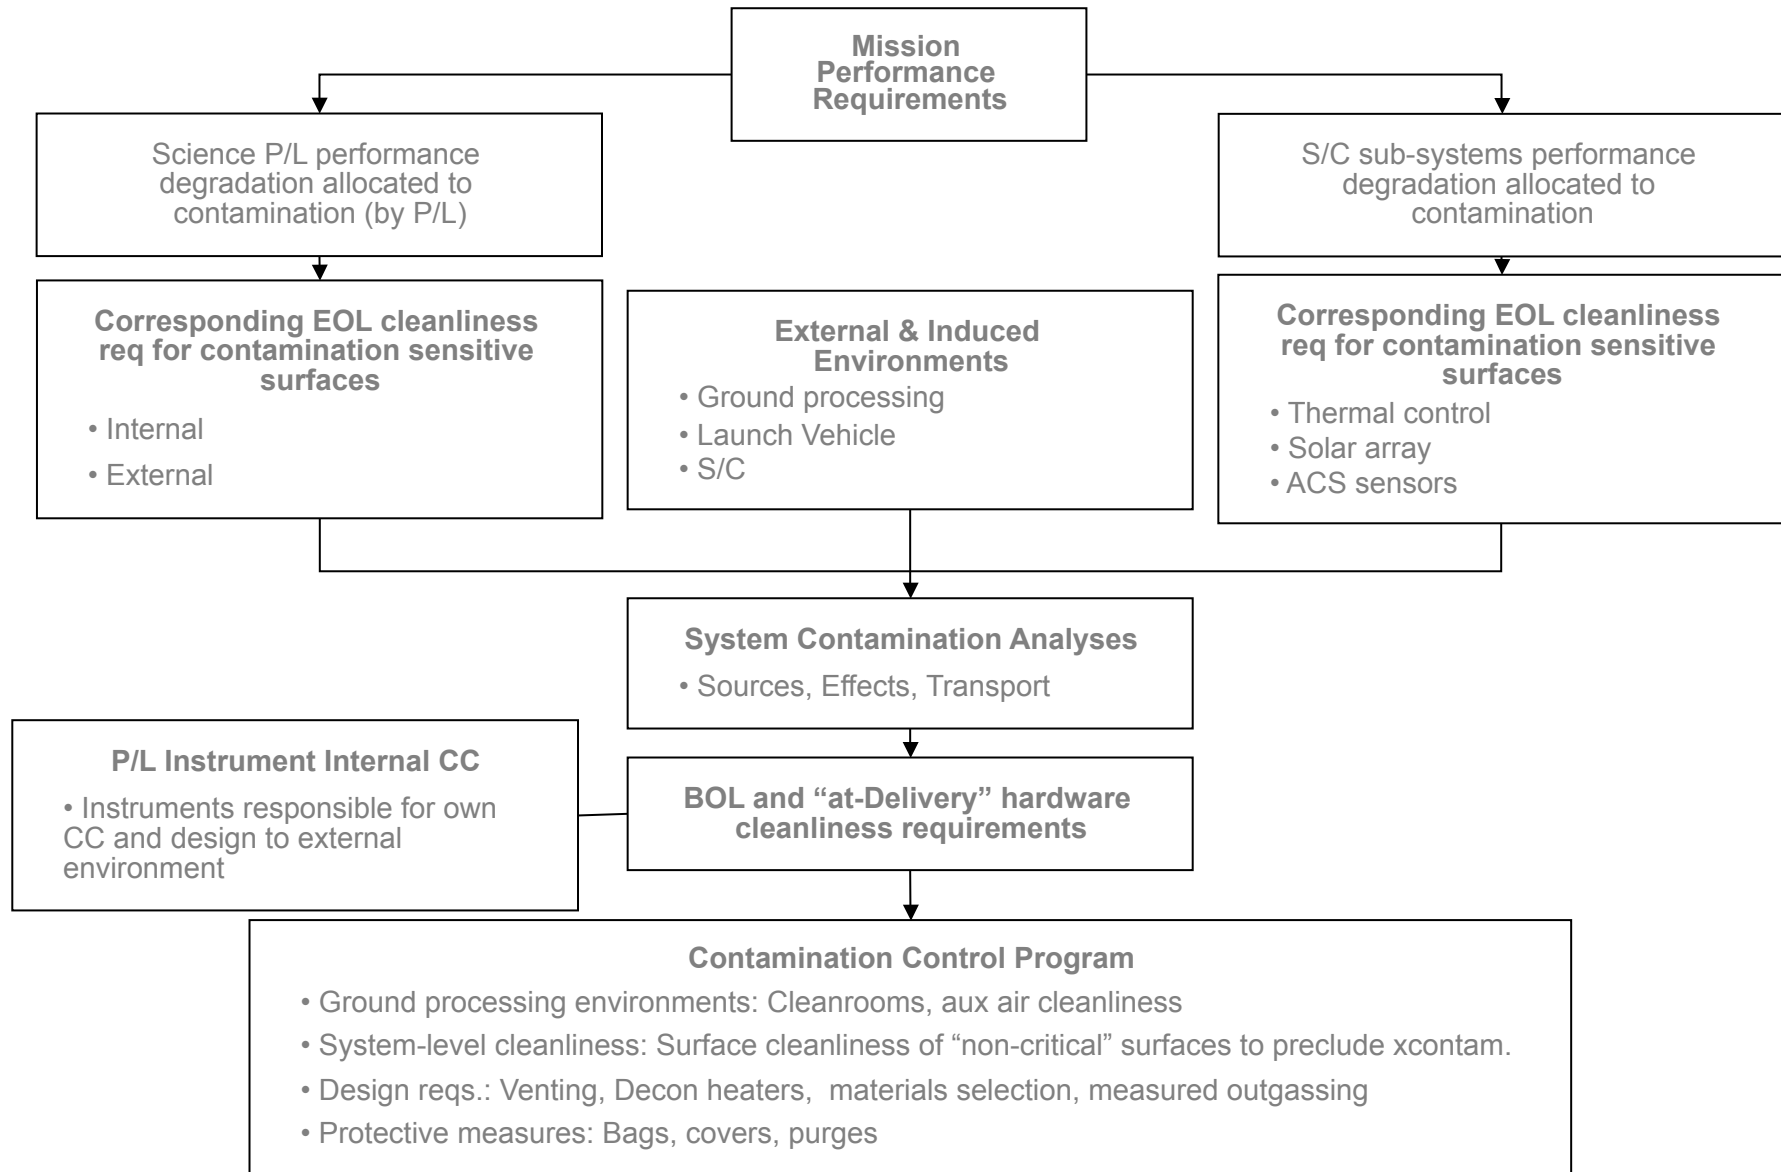 Mission
Performance
Requirements
Science P/L performance
degradation allocated to
contamination (by P/L)
S/C sub-systems performance
degradation allocated to
contamination
Corresponding EOL cleanliness
req for contamination sensitive
surfaces
• Internal
• External
External & Induced
Environments
• Ground processing
• Launch Vehicle
• S/C
Corresponding EOL cleanliness
req for contamination sensitive
surfaces
• Thermal control
• Solar array
• ACS sensors
System Contamination Analyses
• Sources, Effects, Transport
P/L Instrument Internal CC
• Instruments responsible for own
CC and design to external
environment
BOL and “at-Delivery” hardware
cleanliness requirements
Contamination Control Program
• Ground processing environments: Cleanrooms, aux air cleanliness
• System-level cleanliness: Surface cleanliness of “non-critical” surfaces to preclude xcontam.
• Design reqs.: Venting, Decon heaters,  materials selection, measured outgassing
• Protective measures: Bags, covers, purges